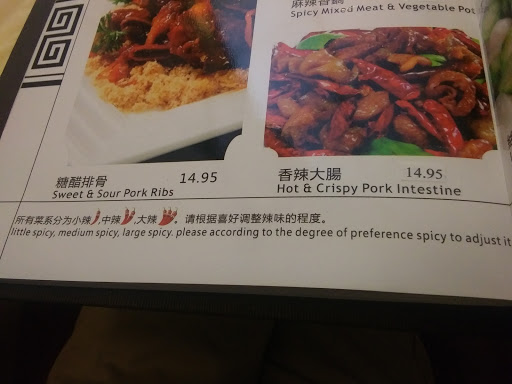 麻辣香鍋
Spicy Mixed Meat & Vegetable Pot
糖醋排骨 14.95
Sweet & Sour Pork Ribs
香辣大腸 14.95
Hot & Crispy Pork Intestine
所有菜系分为小辣,中辣,大辣。请根据喜好调整辣味的程度。
little spicy, medium spicy, large spicy. please according to the degree of preference spicy to adjust it